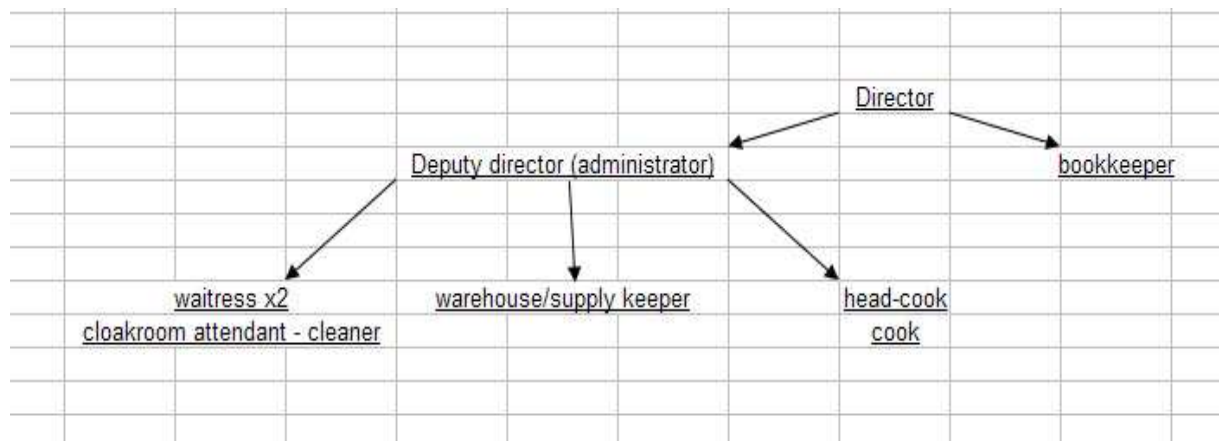 Director
Deputy director (administrator)
bookkeeper
waitress x2
warehouse/supply keeper
head-cook
cloakroom attendant - cleaner
cook